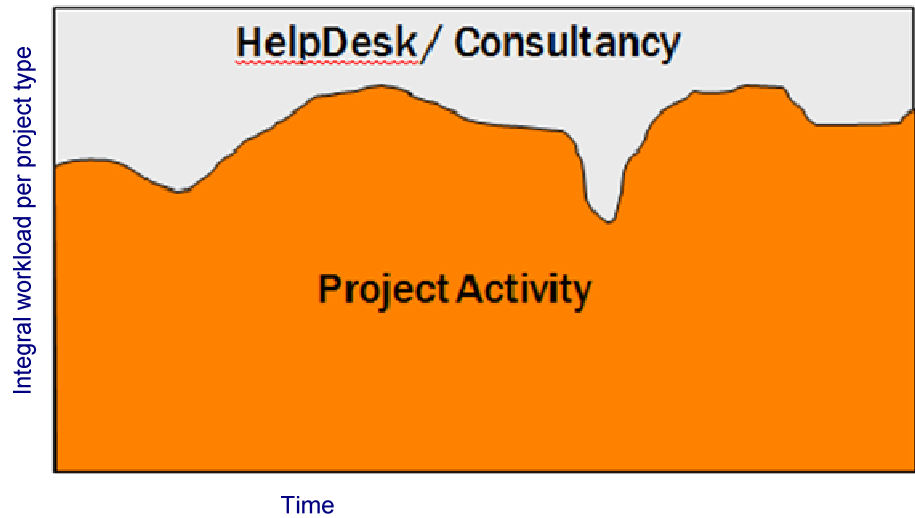 HelpDesk/ Consultancy
Integral workload per project type
Project Activity
Time